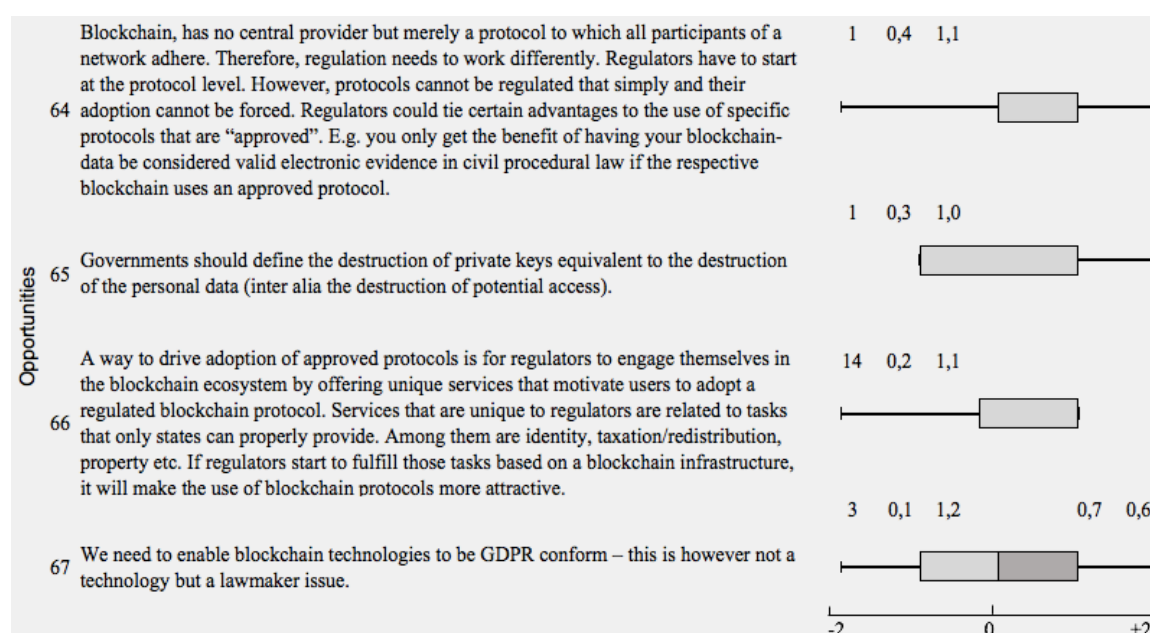 Blockchain, has no central provider but merely a protocol to which all participants of a
network adhere. Therefore, regulation needs to work differently. Regulators have to start
at the protocol level. However, protocols cannot be regulated that simply and their
64 adoption cannot be forced. Regulators could tie certain advantages to the use of specific
protocols that are “approved”. E.g. you only get the benefit of having your blockchain-
data be considered valid electronic evidence in civil procedural law if the respective
blockchain uses an approved protocol.
1 0,4 1,1
1 0,3 1,0
Opportunities
65 Governments should define the destruction of private keys equivalent to the destruction
of the personal data (inter alia the destruction of potential access).
A way to drive adoption of approved protocols is for regulators to engage themselves in
the blockchain ecosystem by offering unique services that motivate users to adopt a
regulated blockchain protocol. Services that are unique to regulators are related to tasks
66 that only states can properly provide. Among them are identity, taxation/redistribution,
property etc. If regulators start to fulfill those tasks based on a blockchain infrastructure,
it will make the use of blockchain protocols more attractive.
14 0,2 1,1
3 0,1 1,2 0,7 0,6
67 We need to enable blockchain technologies to be GDPR conform – this is however not a
technology but a lawmaker issue.
-2 0 +2